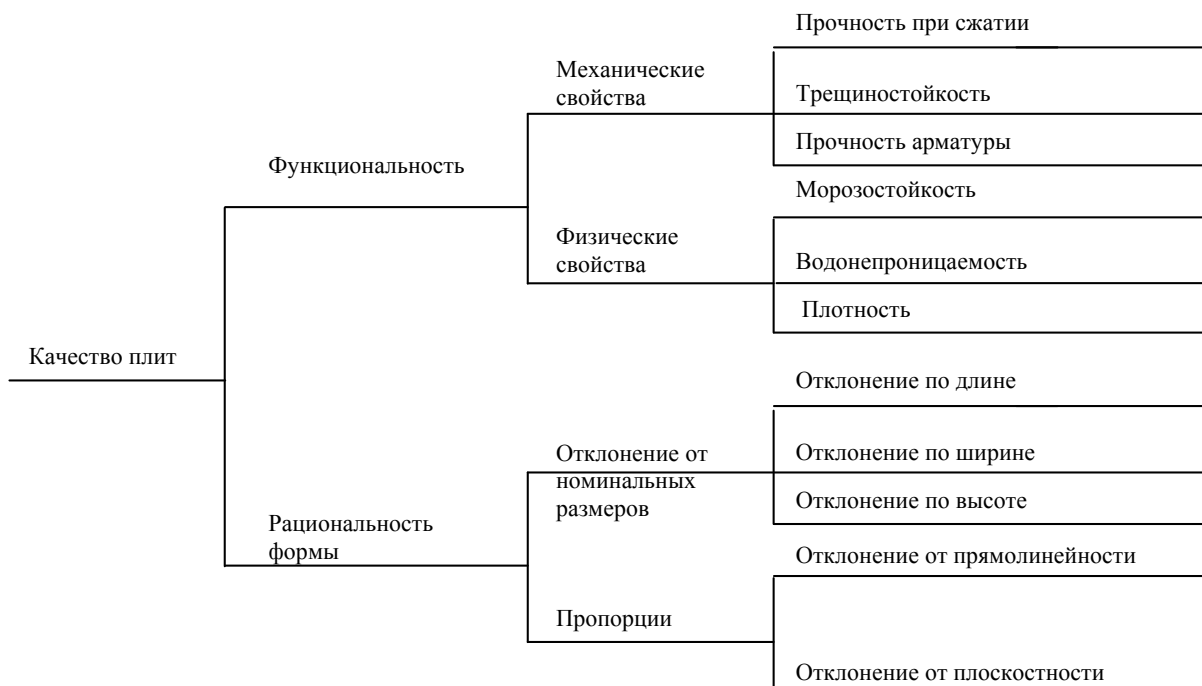 Прочность при сжатии
Механические
свойства
Трещиностойкость
Прочность арматуры
Функциональность
Морозостойкость
Физические
свойства
Водонепроницаемость
Плотность
Качество плит
Отклонение по длине
Отклонение от
номинальных
размеров
Отклонение по ширине
Отклонение по высоте
Рациональность
формы
Отклонение от прямолинейности
Пропорции
Отклонение от плоскостности